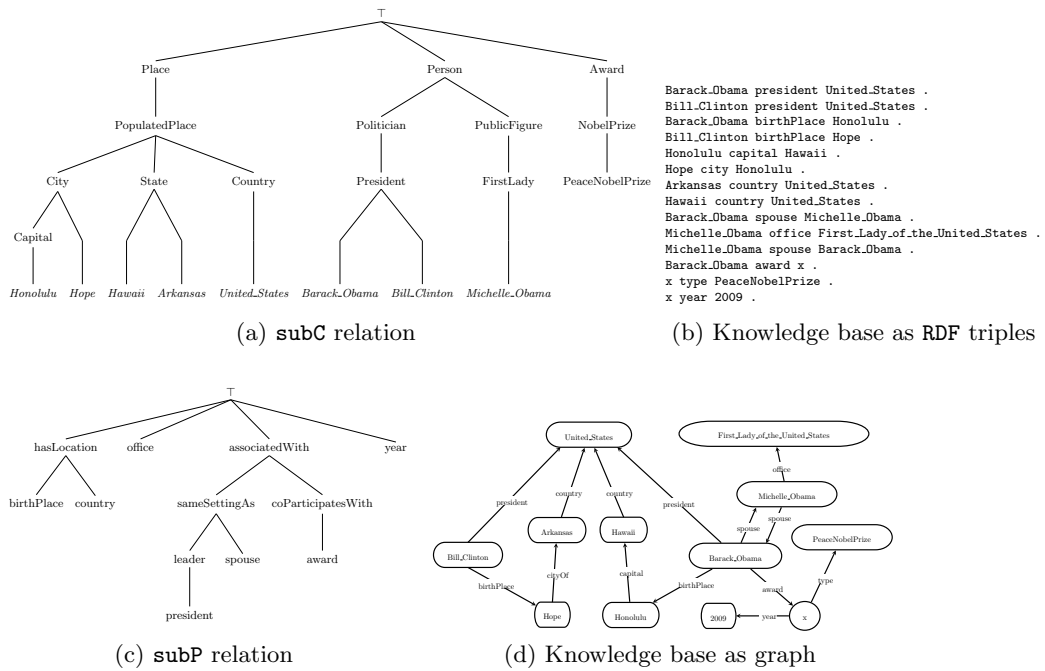 ⊤
Place Person Award
PopulatedPlace Politician PublicFigure NobelPrize
City State Country President FirstLady PeaceNobelPrize
Capital
Honolulu Hope Hawaii Arkansas United_States Barack_Obama Bill_Clinton Michelle_Obama
(a) subC relation
Barack_Obama president United_States .
Bill_Clinton president United_States .
Barack_Obama birthPlace Honolulu .
Bill_Clinton birthPlace Hope .
Honolulu capital Hawaii .
Hope city Honolulu .
Arkansas country United_States .
Hawaii country United_States .
Barack_Obama spouse Michelle_Obama .
Michelle_Obama office First_Lady_of_the_United_States .
Michelle_Obama spouse Barack_Obama .
Barack_Obama award x .
x type PeaceNobelPrize .
x year 2009 .
(b) Knowledge base as RDF triples
⊤
hasLocation office associatedWith year
birthPlace country sameSettingAs coParticipatesWith
leader spouse award
president
(c) subP relation
United_States First_Lady_of_the_United_States
office
president country country president Michelle_Obama
spouse spouse
Arkansas Hawaii PeaceNobelPrize
Bill_Clinton Barack_Obama
birthPlace cityOf capital birthPlace award type
Hope Honolulu 2009 year x
(d) Knowledge base as graph